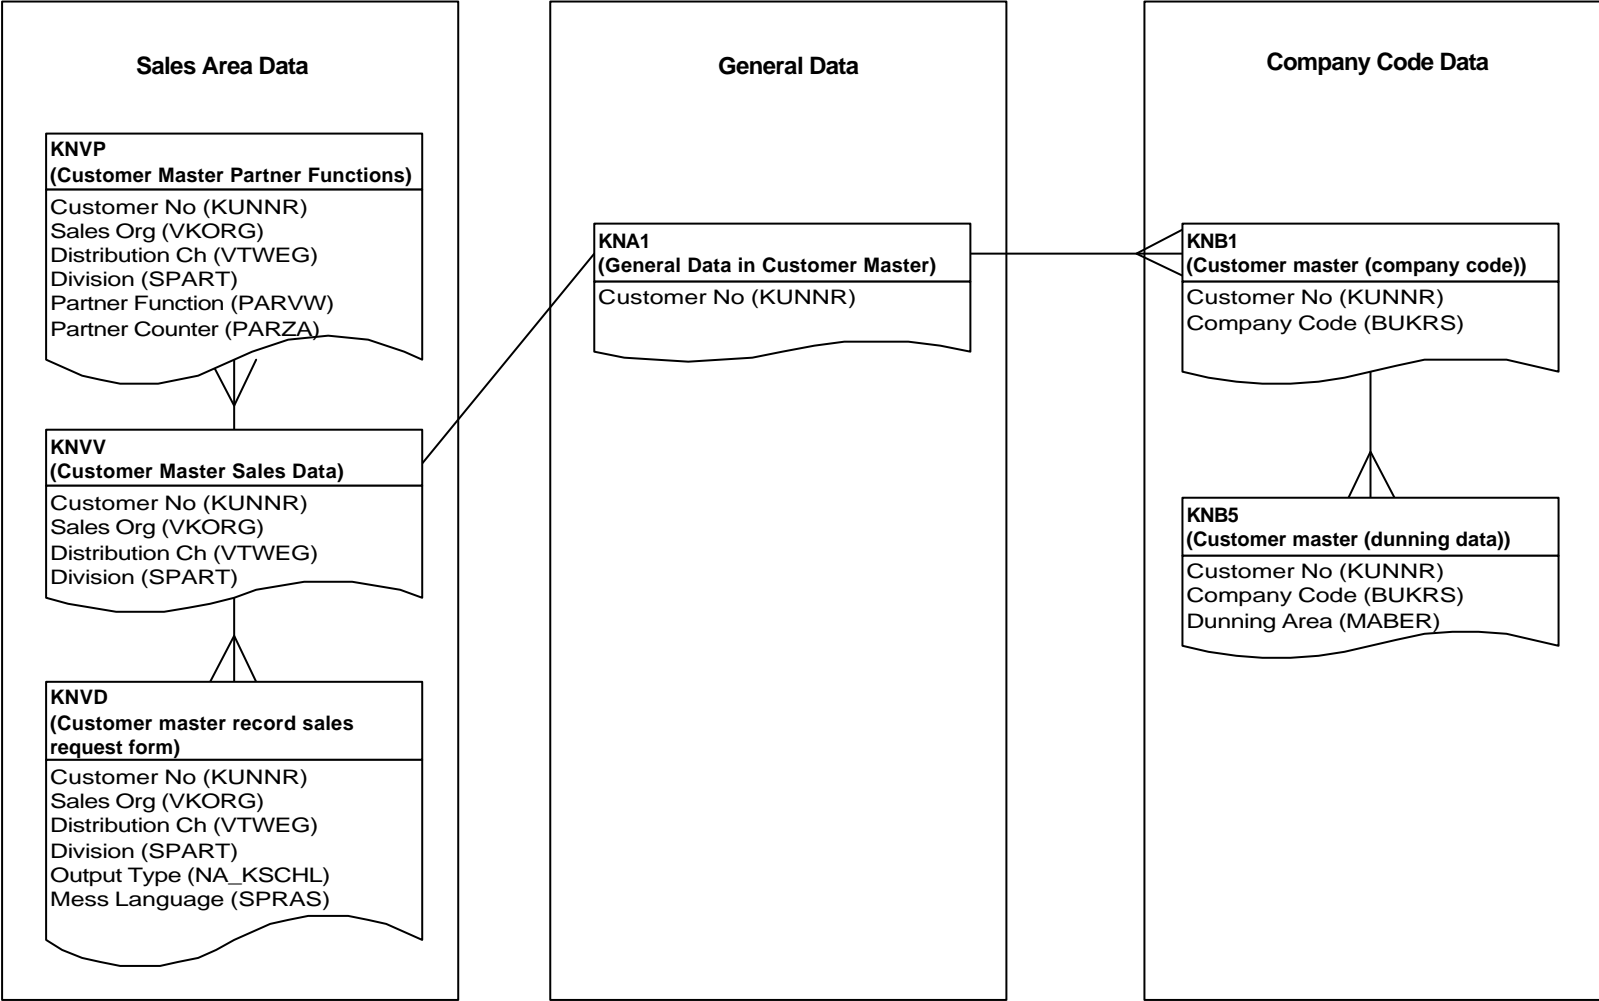 Sales Area Data
KNVP
(Customer Master Partner Functions)
Customer No (KUNNR)
Sales Org (VKORG)
Distribution Ch (VTWEG)
Division (SPART)
Partner Function (PARVW)
Partner Counter (PARZA)
KNVV
(Customer Master Sales Data)
Customer No (KUNNR)
Sales Org (VKORG)
Distribution Ch (VTWEG)
Division (SPART)
KNVD
(Customer master record sales
request form)
Customer No (KUNNR)
Sales Org (VKORG)
Distribution Ch (VTWEG)
Division (SPART)
Output Type (NA_KSCHL)
Mess Language (SPRAS)
General Data
KNA1
(General Data in Customer Master)
Customer No (KUNNR)
Company Code Data
KNB1
(Customer master (company code))
Customer No (KUNNR)
Company Code (BUKRS)
KNB5
(Customer master (dunning data))
Customer No (KUNNR)
Company Code (BUKRS)
Dunning Area (MABER)